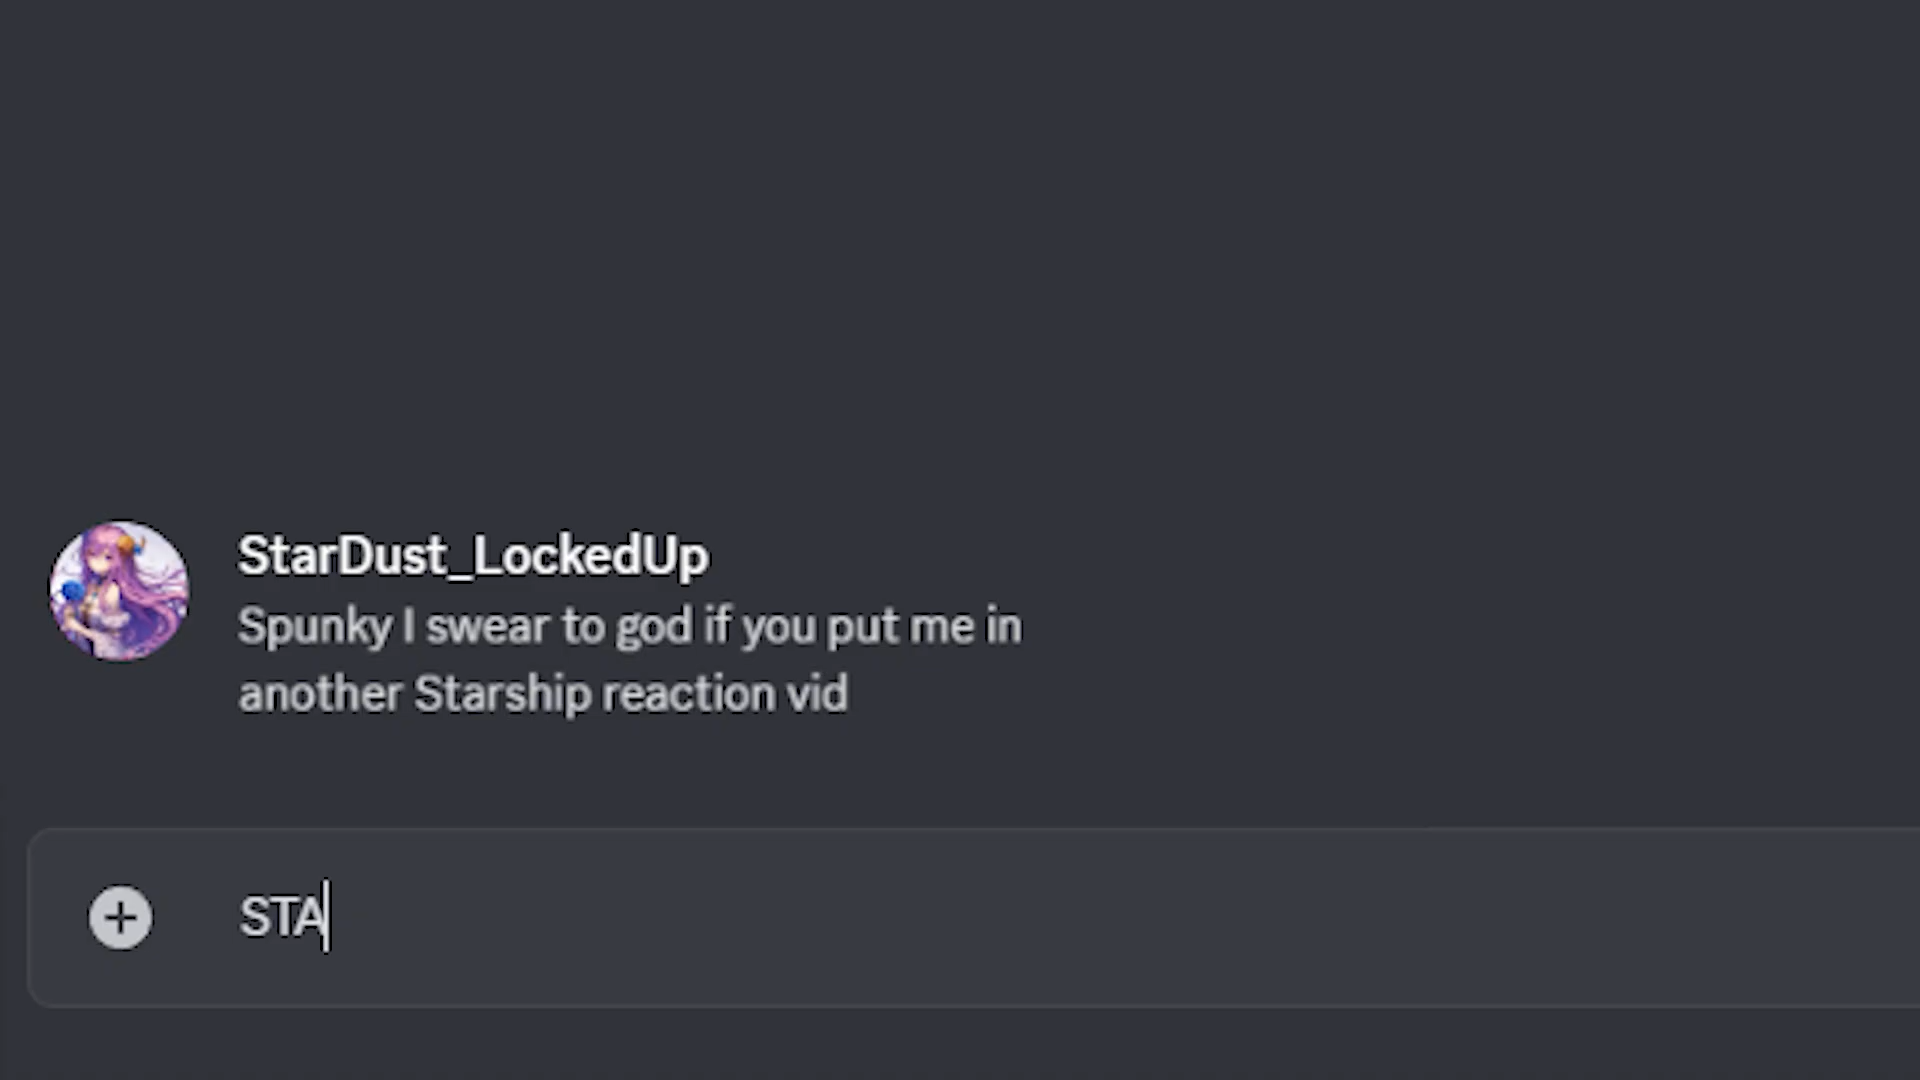 StarDust_LockedUp
Spunky I swear to god if you put me in
another Starship reaction vid
STA